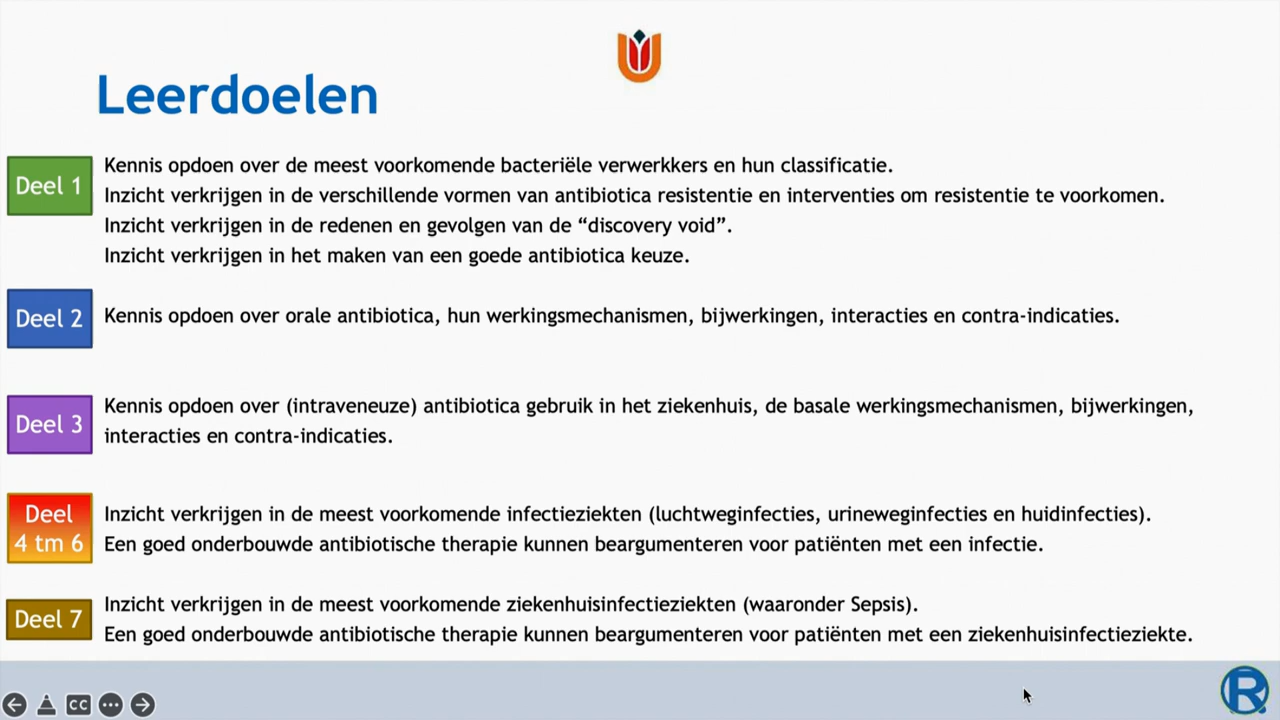 Leerdoelen
Deel 1
Kennis opdoen over de meest voorkomende bacteriële verwerkkers en hun classificatie.
Inzicht verkrijgen in de verschillende vormen van antibiotica resistentie en interventies om resistentie te voorkomen.
Inzicht verkrijgen in de redenen en gevolgen van de “discovery void”.
Inzicht verkrijgen in het maken van een goede antibiotica keuze.
Deel 2
Kennis opdoen over orale antibiotica, hun werkingsmechanismen, bijwerkingen, interacties en contra-indicaties.
Deel 3
Kennis opdoen over (intraveneuze) antibiotica gebruik in het ziekenhuis, de basale werkingsmechanismen, bijwerkingen,
interacties en contra-indicaties.
Deel
4 tm 6
Inzicht verkrijgen in de meest voorkomende infectieziekten (luchtweginfecties, urineweginfecties en huidinfecties).
Een goed onderbouwde antibiotische therapie kunnen beargumenteren voor patiënten met een infectie.
Deel 7
Inzicht verkrijgen in de meest voorkomende ziekenhuisinfectieziekten (waaronder Sepsis).
Een goed onderbouwde antibiotische therapie kunnen beargumenteren voor patiënten met een ziekenhuisinfectieziekte.
CC
R